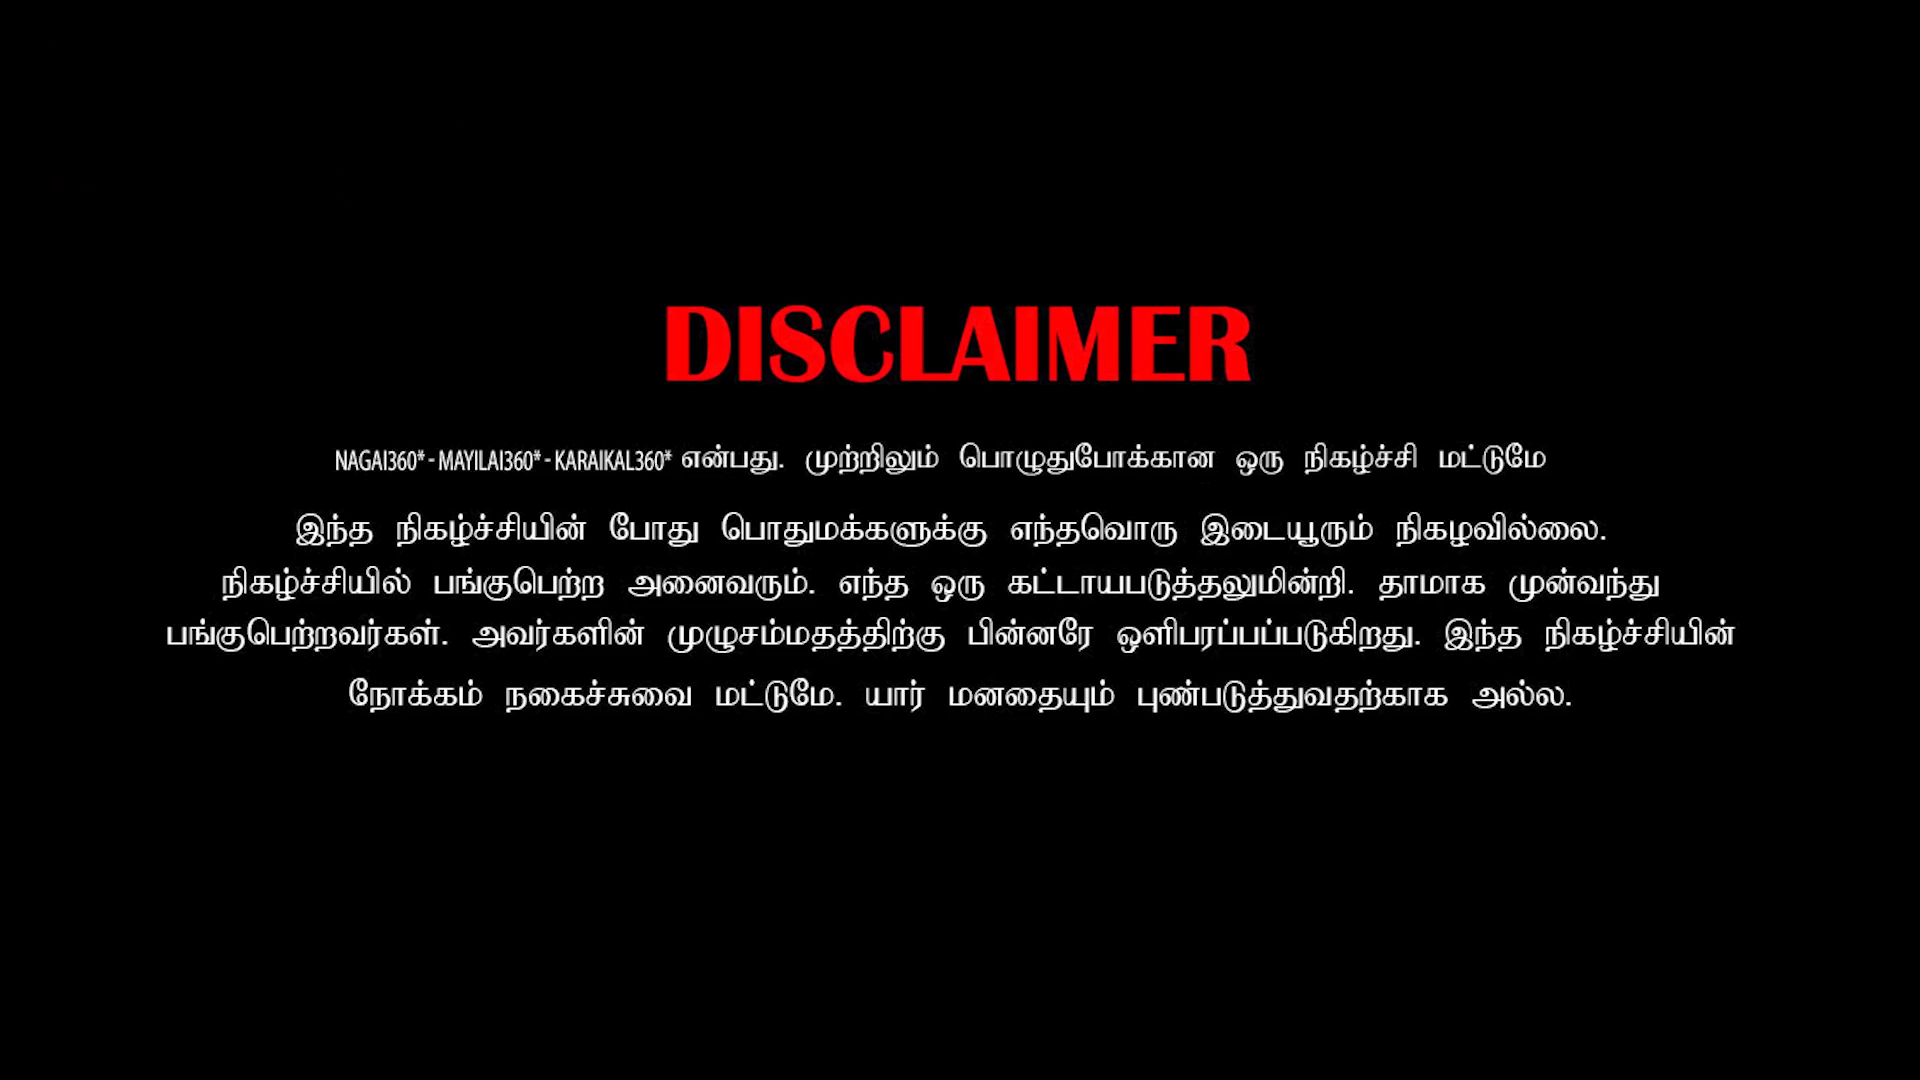 DISCLAIMER
NAGAI360* - MAYILAI360* - KARAIKAL360* என்பது. முற்றிலும் பொழுதுபோக்கான ஒரு நிகழ்ச்சி மட்டுமே
இந்த நிகழ்ச்சியின் போது பொதுமக்களுக்கு எந்தவொரு இடையூரும் நிகழவில்லை.
நிகழ்ச்சியில் பங்குபெற்ற அனைவரும். எந்த ஒரு கட்டாயபடுத்தலுமின்றி. தாமாக முன்வந்து
பங்குபெற்றவர்கள். அவர்களின் முழுசம்மதத்திற்கு பின்னரே ஒளிபரப்பப்படுகிறது. இந்த நிகழ்ச்சியின்
நோக்கம் நகைச்சுவை மட்டுமே. யார் மனதையும் புண்படுத்துவதற்காக அல்ல.